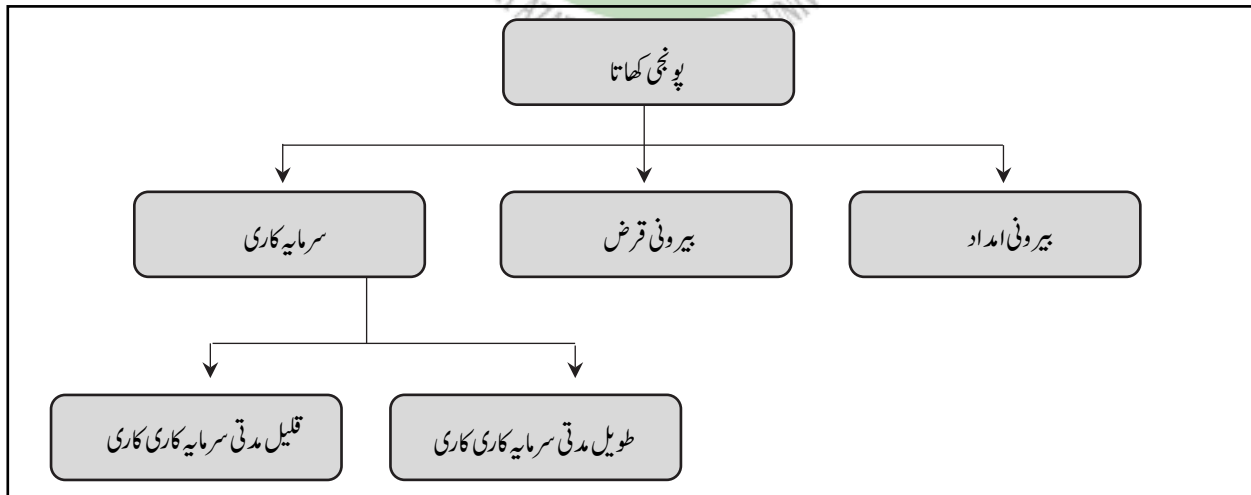 پونجی کھاتا
بیرونی امداد
بیرونی قرض
سرمایہ کاری
طویل مدتی سرمایہ کاری کاری
قلیل مدتی سرمایہ کاری کاری